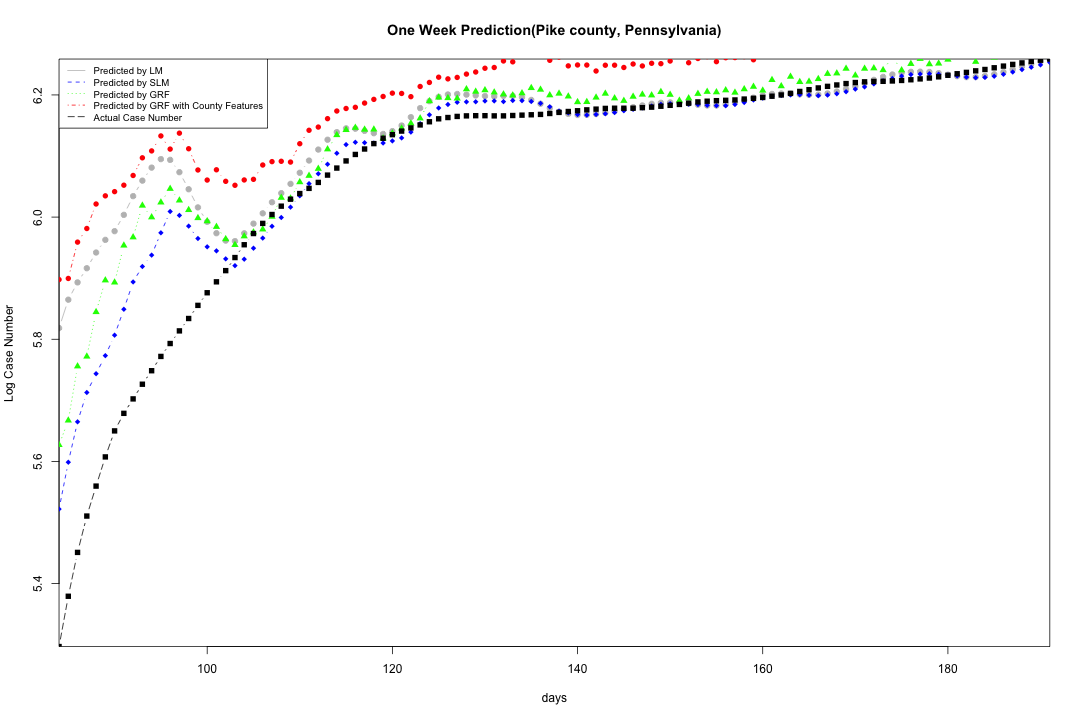 One Week Prediction(Pike county, Pennsylvania)
Predicted by LM
Predicted by SLM
Predicted by GRF
Predicted by GRF with County Features
Actual Case Number
6.2
6.0
5.8
5.6
5.4
Log Case Number
100 120 140 160 180
days